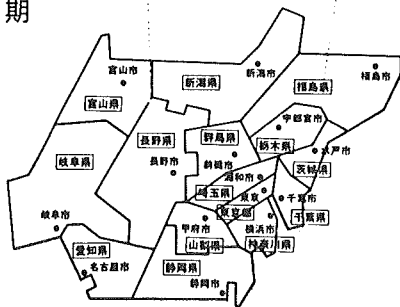 期
富山市
富山県
新潟県
新潟市
福島県
福島市
長野県
長野市
群馬県
前橋市
宇都宮市
栃木県
水戸市
茨城県
岐阜県
岐阜市
浦和市
埼玉県
東京
東京都
千葉市
千葉県
甲府市
山梨県
横浜市
神奈川県
愛知県
名古屋市
静岡県
静岡市